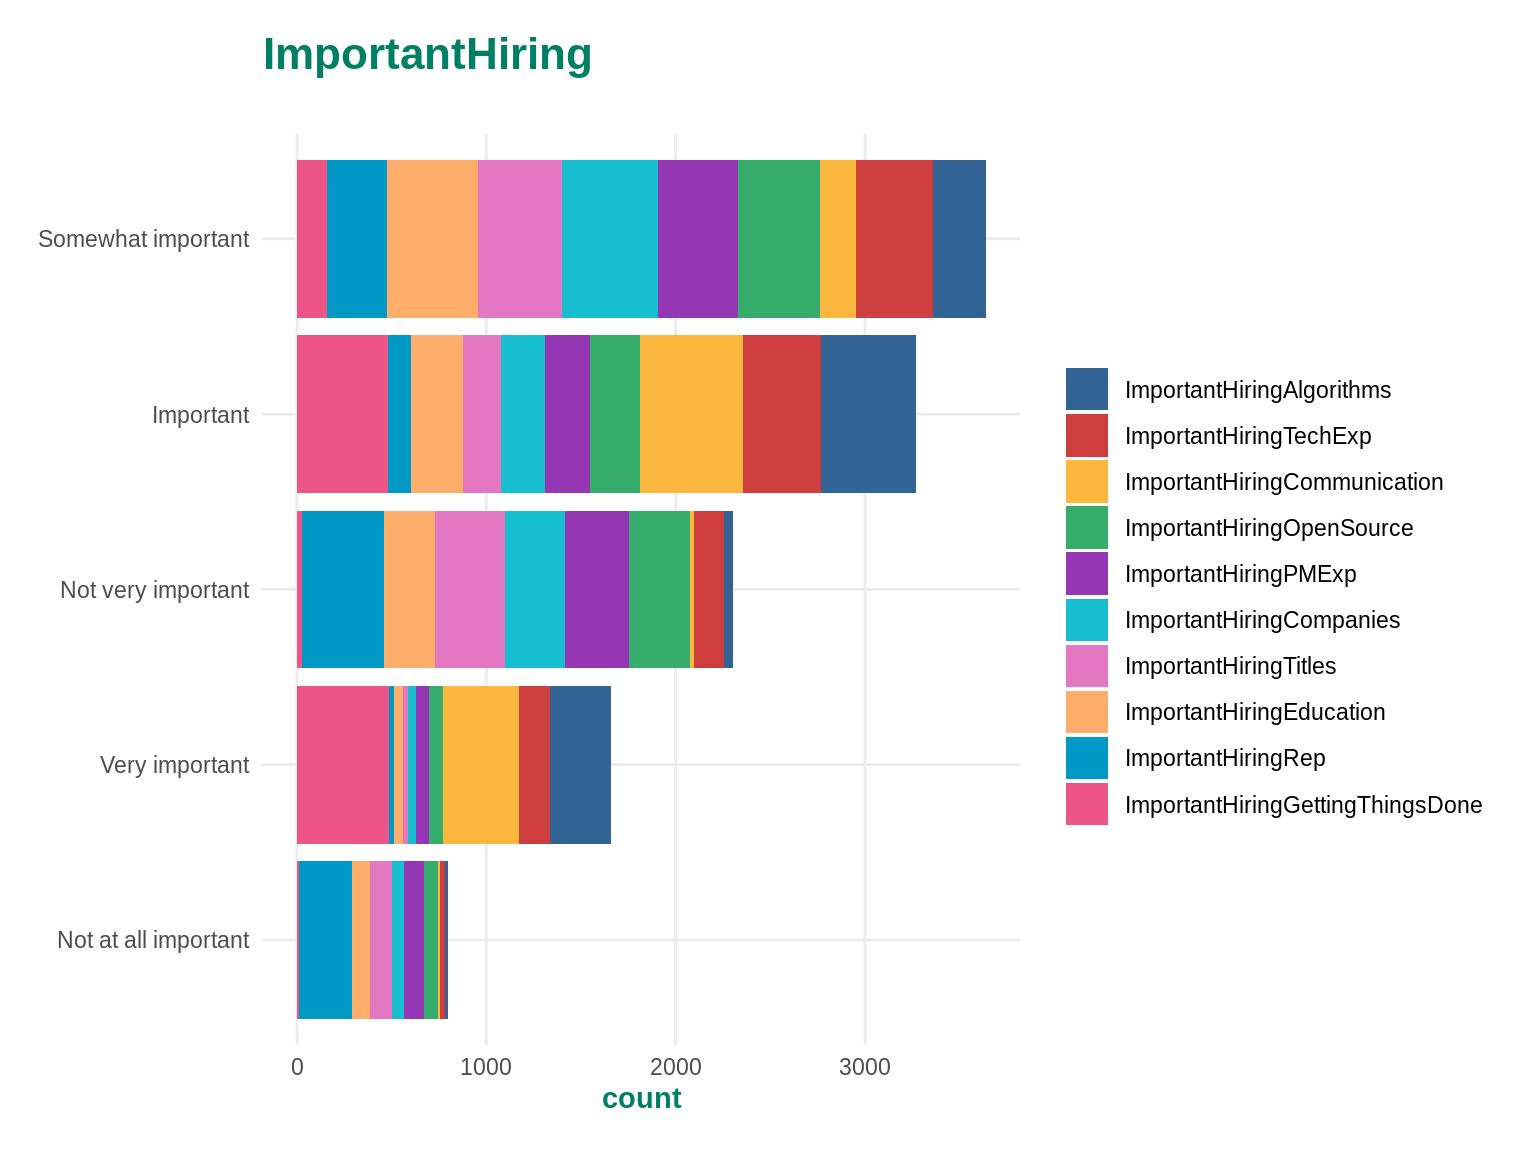 ImportantHiring
Somewhat important
Important
Not very important
Very important
Not at all important
0 1000 2000 3000
count
ImportantHiringAlgorithms
ImportantHiringTechExp
ImportantHiringCommunication
ImportantHiringOpenSource
ImportantHiringPMExp
ImportantHiringCompanies
ImportantHiringTitles
ImportantHiringEducation
ImportantHiringRep
ImportantHiringGettingThingsDone